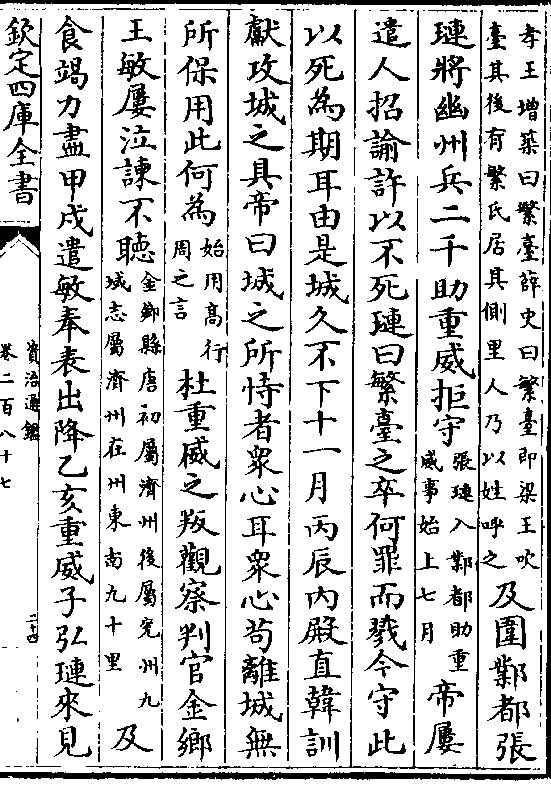 孝王增築曰繁臺薛史曰繁臺即梁王吹
臺其後有繁氏居其側里人乃以姓呼之
及圍鄴都張
璉將幽州兵二千助重威拒守
張璉入鄴都助重
威事始上七月
帝屢
遣人招諭許以不死璉曰繁臺之卒何罪而戮今守此
以死為期耳由是城久不下十一月丙辰内殿直韓訓
獻攻城之具帝曰城之所恃者衆心耳衆心苟離城無
所保用此何為
始用髙行
周之言
杜重威之叛觀察判官金鄉
王敏屢泣諫不聽
金鄉縣唐初屬濟州後屬兖州九
域志屬濟州在州東南九十里
及
食竭力盡甲戌遣敏奉表出降乙亥重威子弘璉來見
欽定四庫全書
資治通鑑
卷二百八十七
二十四